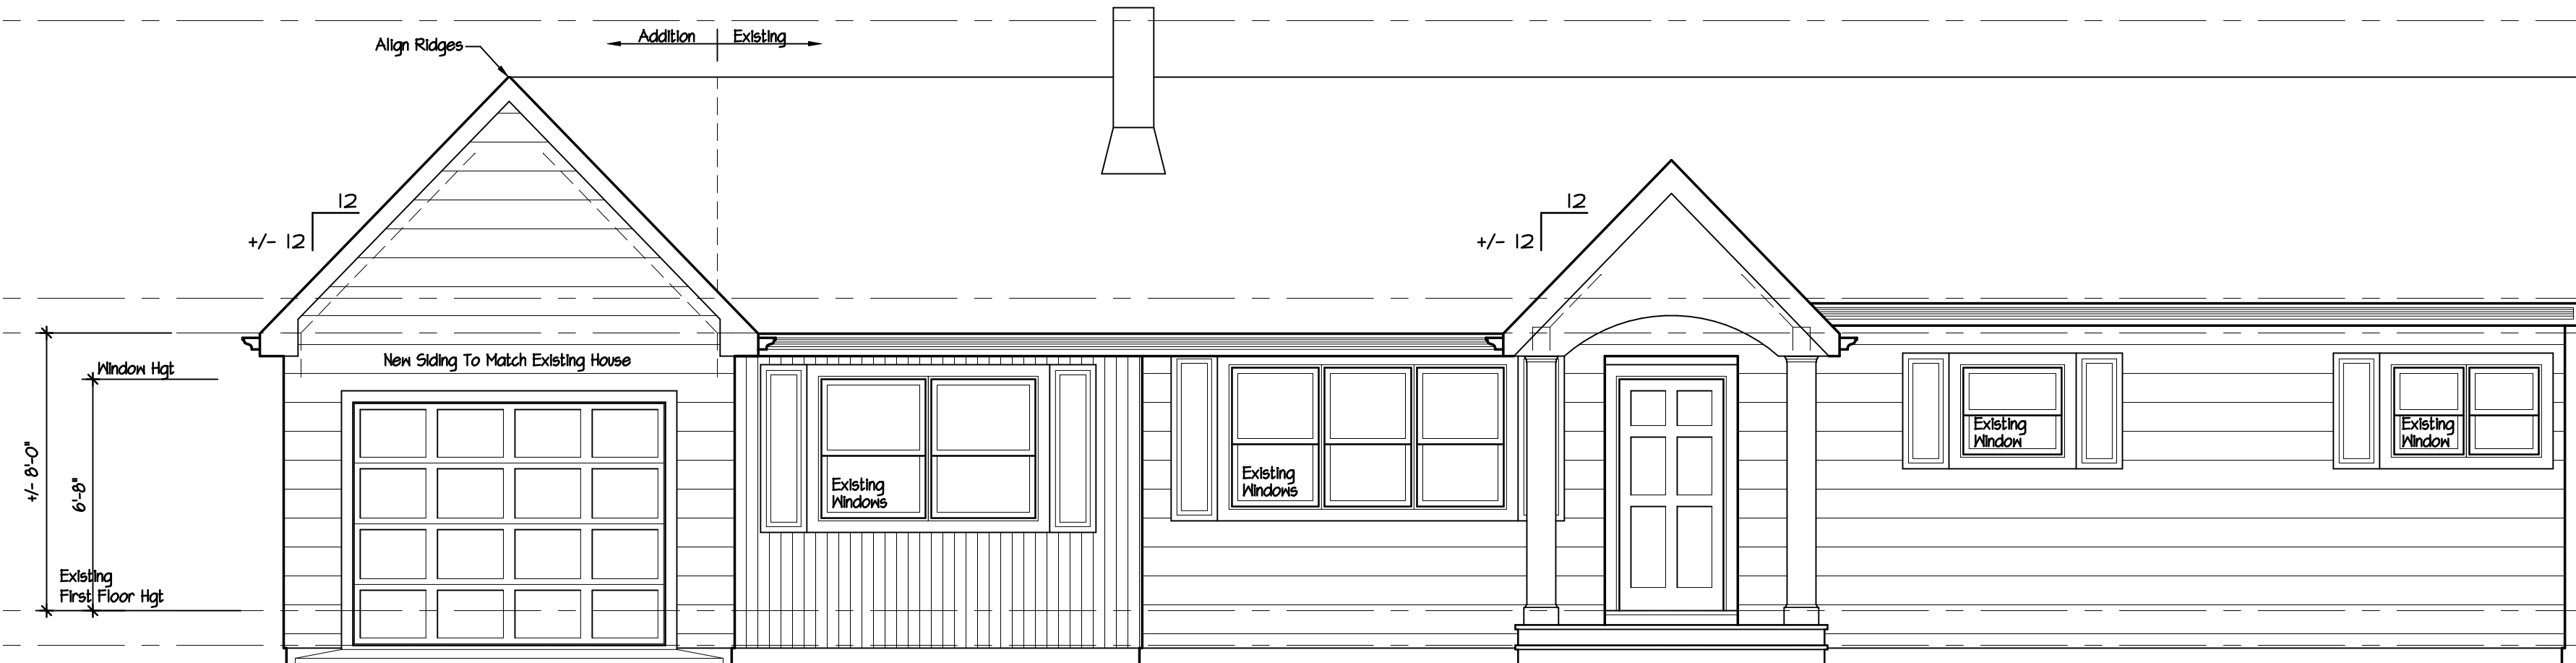 Align Ridges
Addition
Existing
12
+/- 12
12
+/- 12
New Siding To Match Existing House
Window Hgt
+/- 8'-0"
6'-8"
Existing
First Floor Hgt
Existing
Windows
Existing
Windows
Existing
Window
Existing
Window